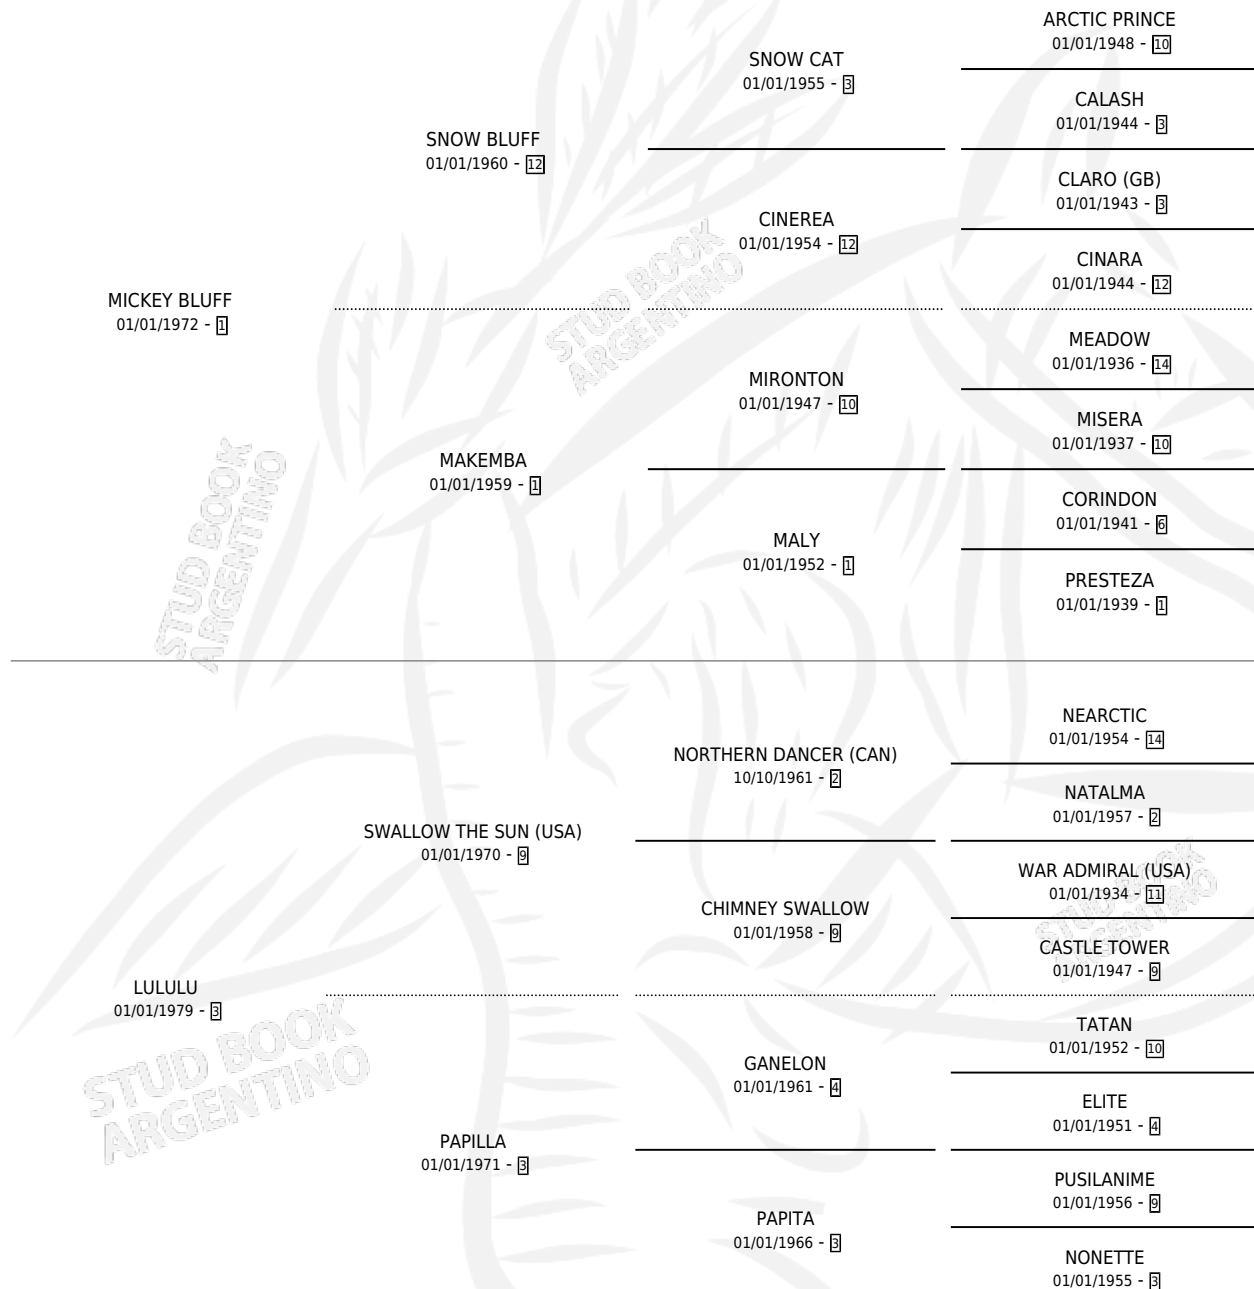 ARCTIC PRINCE
01/01/1948 - 10
SNOW CAT
01/01/1955 - 3
CALASH
01/01/1944 - 3
SNOW BLUFF
01/01/1960 - 12
CLARO (GB)
01/01/1943 - 3
CINEREA
01/01/1954 - 12
CINARA
01/01/1944 - 12
MICKEY BLUFF
01/01/1972 - 1
MEADOW
01/01/1936 - 14
MIRONTON
01/01/1947 - 10
MISERA
01/01/1937 - 10
MAKEMBA
01/01/1959 - 1
CORINDON
01/01/1941 - 6
MALY
01/01/1952 - 1
PRESTEZA
01/01/1939 - 1
NEARCTIC
01/01/1954 - 14
NORTHERN DANCER (CAN)
10/10/1961 - 2
NATALMA
01/01/1957 - 2
SWALLOW THE SUN (USA)
01/01/1970 - 9
WAR ADMIRAL (USA)
01/01/1934 - 11
CHIMNEY SWALLOW
01/01/1958 - 9
CASTLE TOWER
01/01/1947 - 9
LULULU
01/01/1979 - 3
TATAN
01/01/1952 - 10
GANELON
01/01/1961 - 4
ELITE
01/01/1951 - 4
PAPILLA
01/01/1971 - 3
PUSILANIME
01/01/1956 - 9
PAPITA
01/01/1966 - 3
NONETTE
01/01/1955 - 3
STUD BOOK
ARGENTINO
STUD BOOK
ARGENTINO
STUD BOOK
ARGENTINO
STUD BOOK
ARGENTINO